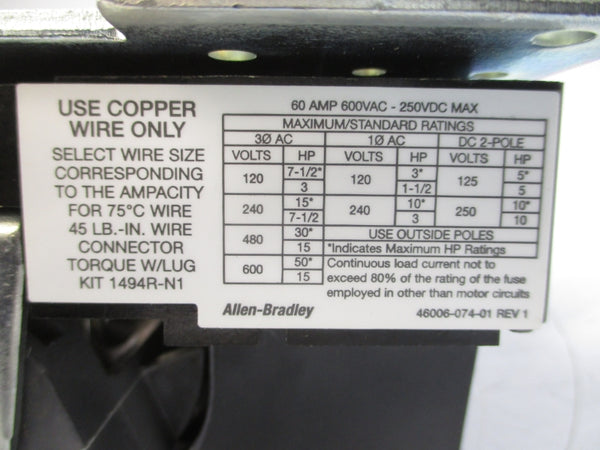 USE COPPER
WIRE ONLY
SELECT WIRE SIZE
CORRESPONDING
TO THE AMPACITY
FOR 75°C WIRE
45 LB.-IN. WIRE
CONNECTOR
TORQUE W/LUG
KIT 1494R-N1
60 AMP 600VAC - 250VDC MAX
MAXIMUM/STANDARD RATINGS
3Ø AC 1Ø AC DC 2-POLE
VOLTS HP VOLTS HP VOLTS HP
120 7-1/2* 120 3* 125 5*
3 1-1/2 5
240 15* 240 10* 250 10*
7-1/2 3 10
480 30* USE OUTSIDE POLES
15 *Indicates Maximum HP Ratings
600 50* Continuous load current not to
15 exceed 80% of the rating of the fuse
employed in other than motor circuits
Allen-Bradley 46006-074-01 REV 1